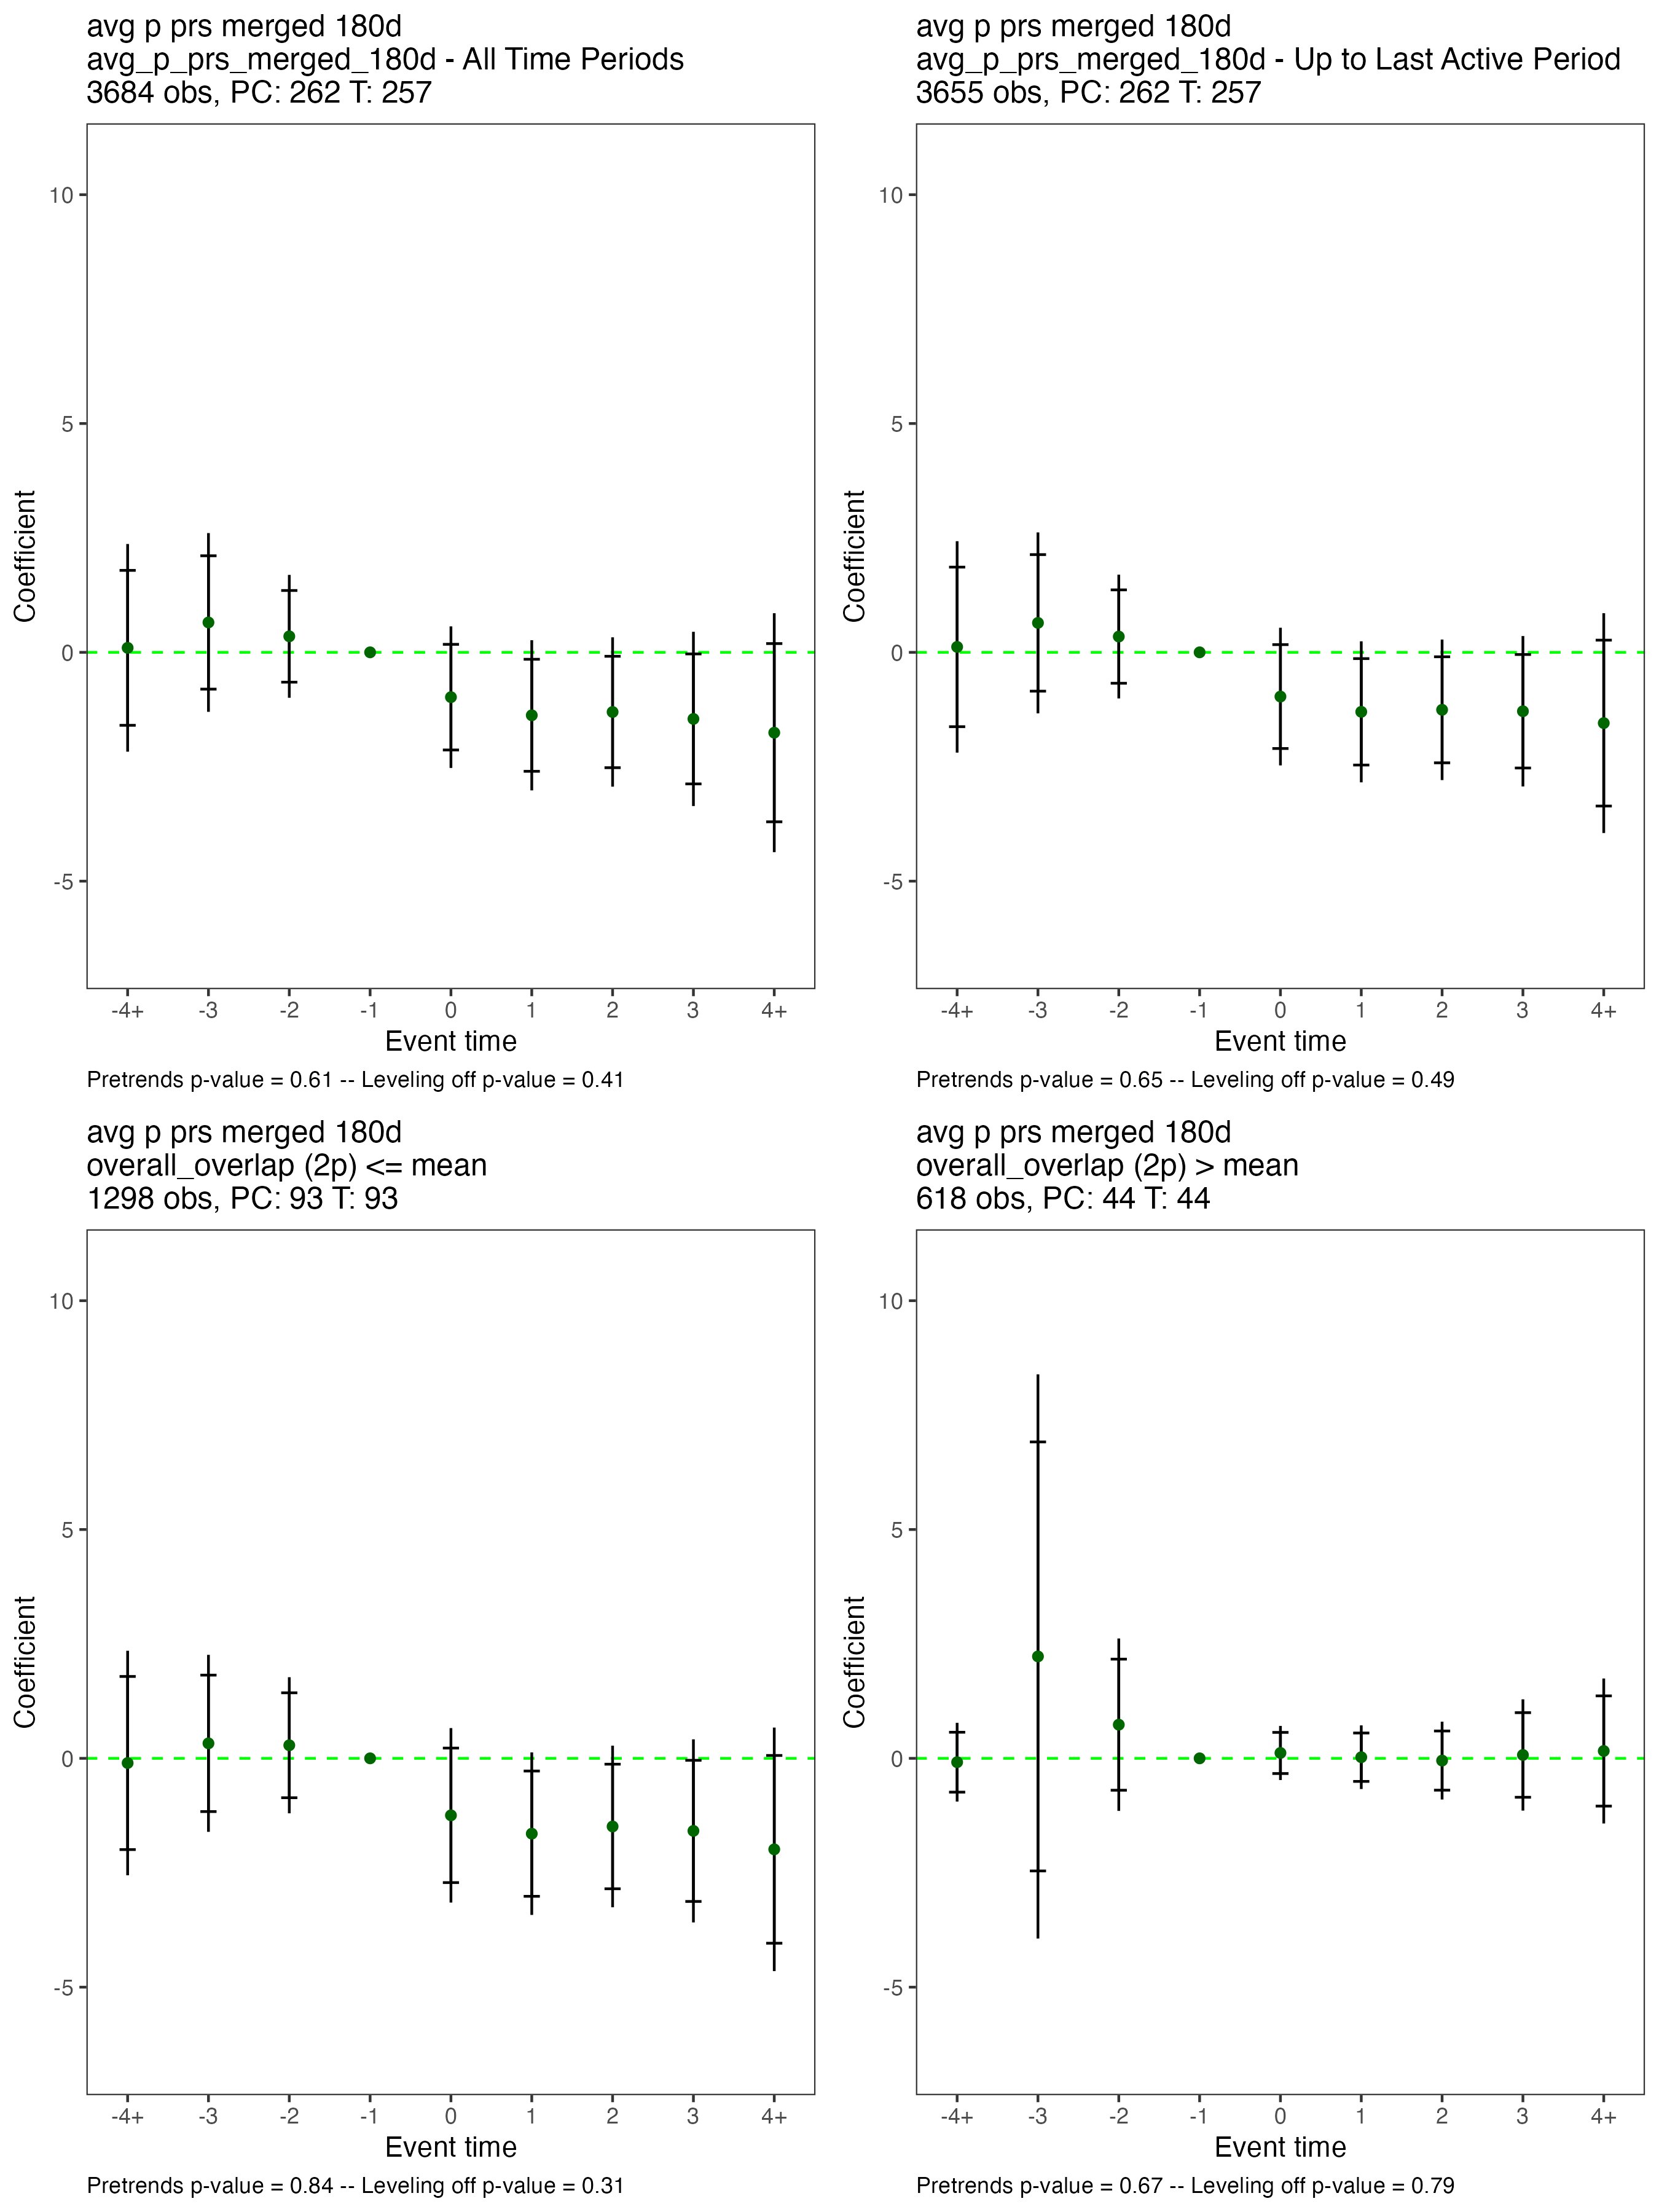 avg p prs merged 180d
avg_p_prs_merged_180d - All Time Periods
3684 obs, PC: 262 T: 257
Coefficient
10
5
0
-5
-4+ -3 -2 -1 0 1 2 3 4+
Event time
Pretrends p-value = 0.61 -- Leveling off p-value = 0.41
avg p prs merged 180d
avg_p_prs_merged_180d - Up to Last Active Period
3655 obs, PC: 262 T: 257
Coefficient
10
5
0
-5
-4+ -3 -2 -1 0 1 2 3 4+
Event time
Pretrends p-value = 0.65 -- Leveling off p-value = 0.49
avg p prs merged 180d
overall_overlap (2p) <= mean
1298 obs, PC: 93 T: 93
Coefficient
10
5
0
-5
-4+ -3 -2 -1 0 1 2 3 4+
Event time
Pretrends p-value = 0.84 -- Leveling off p-value = 0.31
avg p prs merged 180d
overall_overlap (2p) > mean
618 obs, PC: 44 T: 44
Coefficient
10
5
0
-5
-4+ -3 -2 -1 0 1 2 3 4+
Event time
Pretrends p-value = 0.67 -- Leveling off p-value = 0.79